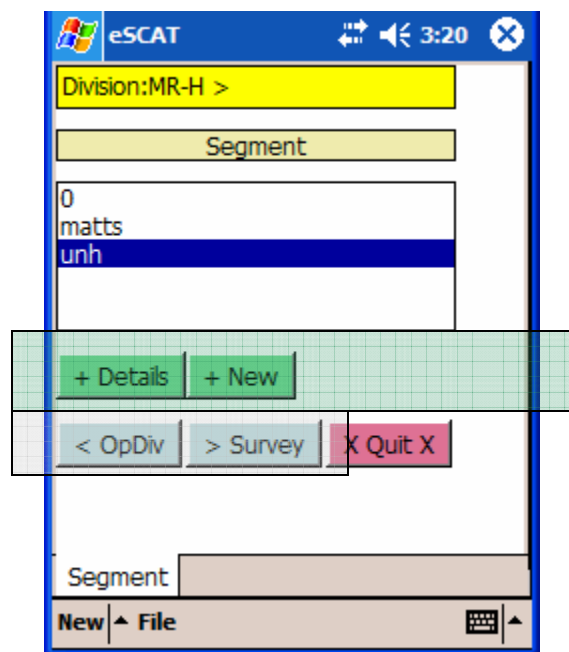 eSCAT 3:20
Division:MR-H >
Segment
0
matts
unh
+ Details + New
< OpDiv > Survey X Quit X
Segment
New File